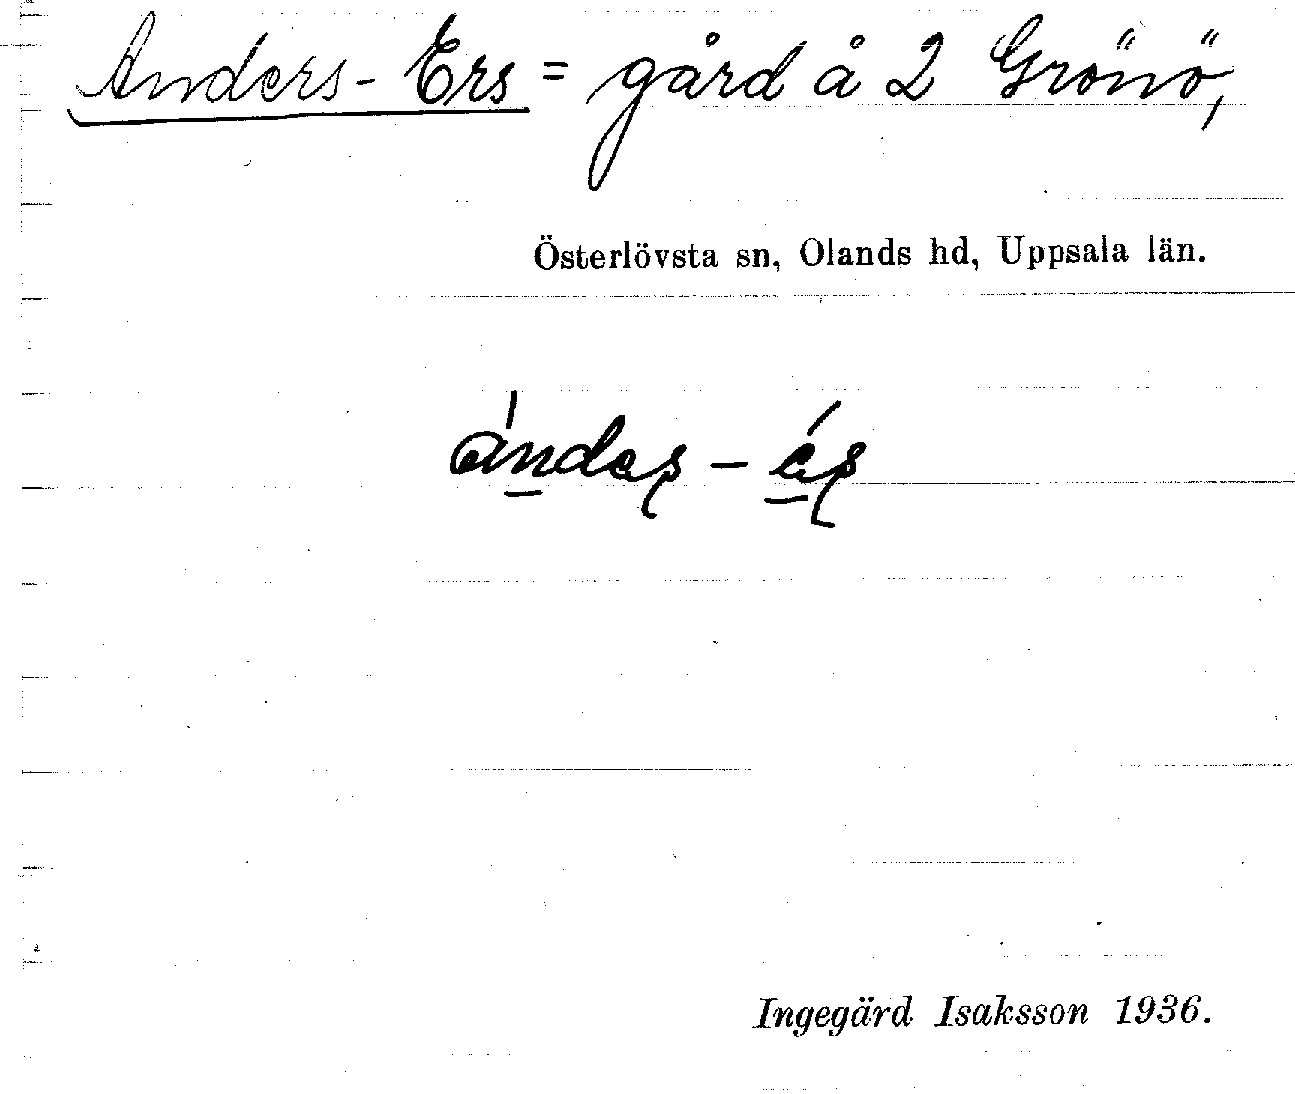 Anders-Ers = gård å 2 Grönö,
Österlövsta sn, Olands hd, Uppsala län.
ándeʂ - éʂ
Ingegärd Isaksson 1936.